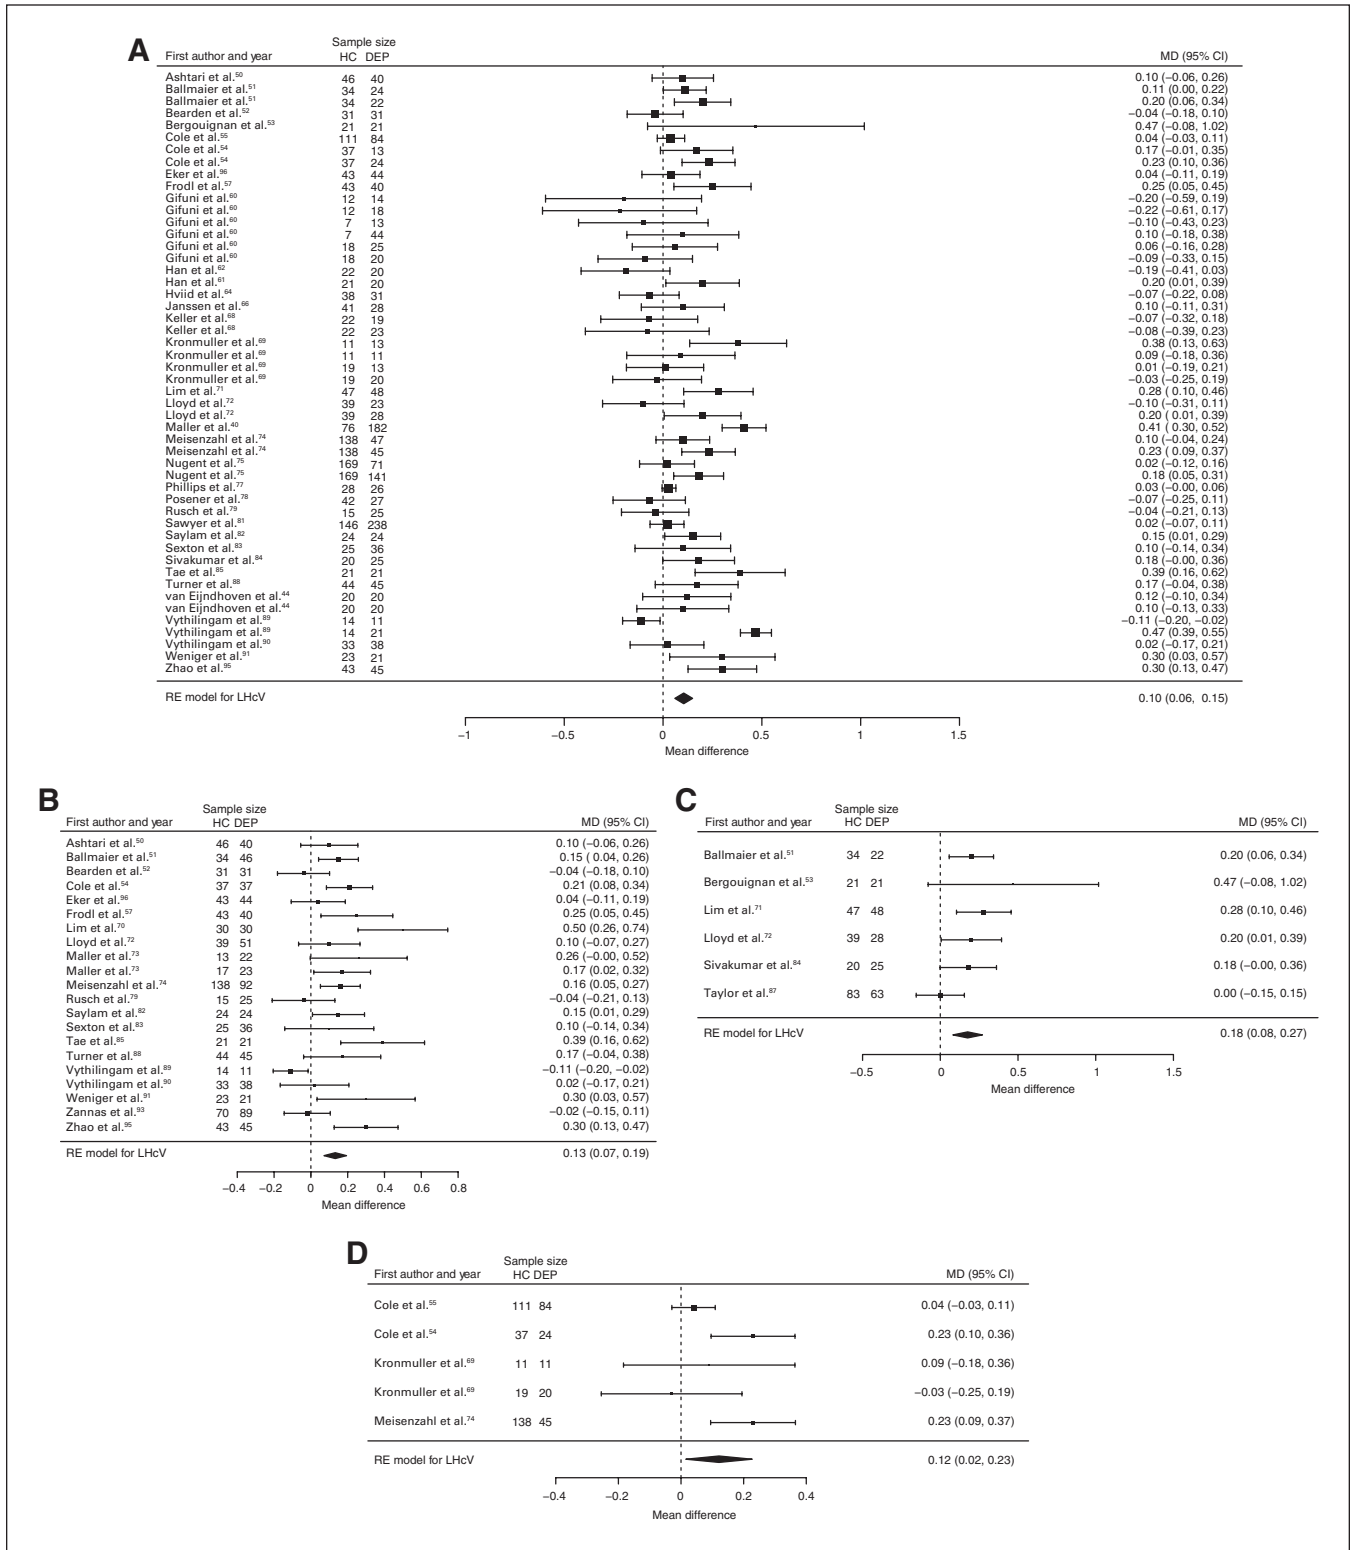 A
Sample size
First author and year HC DEP MD (95% CI)
Ashtari et al.50 46 40 0.10 (−0.06, 0.26)
Ballmaier et al.51 34 24 0.11 (0.00, 0.22)
Ballmaier et al.51 34 22 0.20 (0.06, 0.34)
Bearden et al.52 31 31 −0.04 (−0.18, 0.10)
Bergouignan et al.53 21 21 0.47 (−0.08, 1.02)
Cole et al.55 111 84 0.04 (−0.03, 0.11)
Cole et al.54 37 13 0.17 (−0.01, 0.35)
Cole et al.54 37 24 0.23 (0.10, 0.36)
Eker et al.96 43 44 0.04 (−0.11, 0.19)
Frodl et al.57 43 40 0.25 (0.05, 0.45)
Gifuni et al.60 12 14 −0.20 (−0.59, 0.19)
Gifuni et al.60 12 18 −0.22 (−0.61, 0.17)
Gifuni et al.60 7 13 −0.10 (−0.43, 0.23)
Gifuni et al.60 7 44 0.10 (−0.18, 0.38)
Gifuni et al.60 18 25 0.06 (−0.16, 0.28)
Gifuni et al.60 18 20 −0.09 (−0.33, 0.15)
Han et al.62 22 20 −0.19 (−0.41, 0.03)
Han et al.61 21 20 0.20 (0.01, 0.39)
Hviid et al.64 38 31 −0.07 (−0.22, 0.08)
Janssen et al.66 41 28 0.10 (−0.11, 0.31)
Keller et al.68 22 19 −0.07 (−0.32, 0.18)
Keller et al.68 22 23 −0.08 (−0.39, 0.23)
Kronmuller et al.69 11 13 0.38 (0.13, 0.63)
Kronmuller et al.69 11 11 0.09 (−0.18, 0.36)
Kronmuller et al.69 19 13 0.01 (−0.19, 0.21)
Kronmuller et al.69 19 20 −0.03 (−0.25, 0.19)
Lim et al.71 47 48 0.28 ( 0.10, 0.46)
Lloyd et al.72 39 23 −0.10 (−0.31, 0.11)
Lloyd et al.72 39 28 0.20 ( 0.01, 0.39)
Maller et al.40 76 182 0.41 ( 0.30, 0.52)
Meisenzahl et al.74 138 47 0.10 (−0.04, 0.24)
Meisenzahl et al.74 138 45 0.23 ( 0.09, 0.37)
Nugent et al.75 169 71 0.02 (−0.12, 0.16)
Nugent et al.75 169 141 0.18 (0.05, 0.31)
Phillips et al.77 28 26 0.03 (−0.00, 0.06)
Posener et al.78 42 27 −0.07 (−0.25, 0.11)
Rusch et al.79 15 25 −0.04 (−0.21, 0.13)
Sawyer et al.81 146 238 0.02 (−0.07, 0.11)
Saylam et al.82 24 24 0.15 (0.01, 0.29)
Sexton et al.83 25 36 0.10 (−0.14, 0.34)
Sivakumar et al.84 20 25 0.18 (−0.00, 0.36)
Tae et al.85 21 21 0.39 (0.16, 0.62)
Turner et al.88 44 45 0.17 (−0.04, 0.38)
van Eijndhoven et al.44 20 20 0.12 (−0.10, 0.34)
van Eijndhoven et al.44 20 20 0.10 (−0.13, 0.33)
Vythilingam et al.89 14 11 −0.11 (−0.20, −0.02)
Vythilingam et al.89 14 21 0.47 (0.39, 0.55)
Vythilingam et al.90 33 38 0.02 (−0.17, 0.21)
Weniger et al.91 23 21 0.30 (0.03, 0.57)
Zhao et al.95 43 45 0.30 (0.13, 0.47)
RE model for LHcV 0.10 (0.06, 0.15)
−1 −0.5 0 0.5 1 1.5
Mean difference
B
Sample size
First author and year HC DEP MD (95% CI)
Ashtari et al.50 46 40 0.10 (−0.06, 0.26)
Ballmaier et al.51 34 46 0.15 ( 0.04, 0.26)
Bearden et al.52 31 31 −0.04 (−0.18, 0.10)
Cole et al.54 37 37 0.21 (0.08, 0.34)
Eker et al.96 43 44 0.04 (−0.11, 0.19)
Frodl et al.57 43 40 0.25 (0.05, 0.45)
Lim et al.70 30 30 0.50 (0.26, 0.74)
Lloyd et al.72 39 51 0.10 (−0.07, 0.27)
Maller et al.73 13 22 0.26 (−0.00, 0.52)
Maller et al.73 17 23 0.17 (0.02, 0.32)
Meisenzahl et al.74 138 92 0.16 (0.05, 0.27)
Rusch et al.79 15 25 −0.04 (−0.21, 0.13)
Saylam et al.82 24 24 0.15 (0.01, 0.29)
Sexton et al.83 25 36 0.10 (−0.14, 0.34)
Tae et al.85 21 21 0.39 (0.16, 0.62)
Turner et al.88 44 45 0.17 (−0.04, 0.38)
Vythilingam et al.89 14 11 −0.11 (−0.20, −0.02)
Vythilingam et al.90 33 38 0.02 (−0.17, 0.21)
Weniger et al.91 23 21 0.30 (0.03, 0.57)
Zannas et al.93 70 89 −0.02 (−0.15, 0.11)
Zhao et al.95 43 45 0.30 (0.13, 0.47)
RE model for LHcV 0.13 (0.07, 0.19)
−0.4 −0.2 0 0.2 0.4 0.6 0.8
Mean difference
C
Sample size
First author and year HC DEP MD (95% CI)
Ballmaier et al.51 34 22 0.20 (0.06, 0.34)
Bergouignan et al.53 21 21 0.47 (−0.08, 1.02)
Lim et al.71 47 48 0.28 (0.10, 0.46)
Lloyd et al.72 39 28 0.20 (0.01, 0.39)
Sivakumar et al.84 20 25 0.18 (−0.00, 0.36)
Taylor et al.87 83 63 0.00 (−0.15, 0.15)
RE model for LHcV 0.18 (0.08, 0.27)
−0.5 0 0.5 1 1.5
Mean difference
D
Sample size
First author and year HC DEP MD (95% CI)
Cole et al.55 111 84 0.04 (−0.03, 0.11)
Cole et al.54 37 24 0.23 (0.10, 0.36)
Kronmuller et al.69 11 11 0.09 (−0.18, 0.36)
Kronmuller et al.69 19 20 −0.03 (−0.25, 0.19)
Meisenzahl et al.74 138 45 0.23 (0.09, 0.37)
RE model for LHcV 0.12 (0.02, 0.23)
−0.4 −0.2 0 0.2 0.4
Mean difference